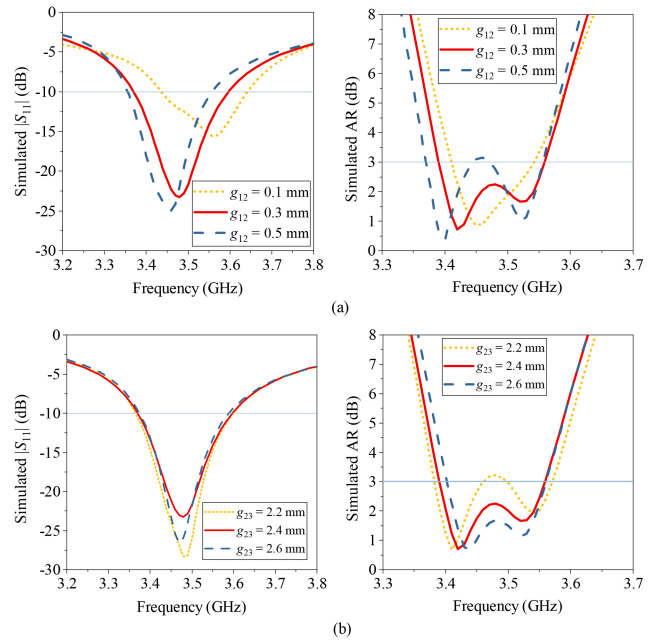 0
-5
-10
-15
-20
-25
-30
3.2 3.3 3.4 3.5 3.6 3.7 3.8
Simulated |S11| (dB)
Frequency (GHz)
g12 = 0.1 mm
g12 = 0.3 mm
g12 = 0.5 mm
8
7
6
5
4
3
2
1
0
3.3 3.4 3.5 3.6 3.7
Simulated AR (dB)
Frequency (GHz)
g12 = 0.1 mm
g12 = 0.3 mm
g12 = 0.5 mm
(a)
0
-5
-10
-15
-20
-25
-30
3.2 3.3 3.4 3.5 3.6 3.7 3.8
Simulated |S11| (dB)
Frequency (GHz)
g23 = 2.2 mm
g23 = 2.4 mm
g23 = 2.6 mm
8
7
6
5
4
3
2
1
0
3.3 3.4 3.5 3.6 3.7
Simulated AR (dB)
Frequency (GHz)
g23 = 2.2 mm
g23 = 2.4 mm
g23 = 2.6 mm
(b)